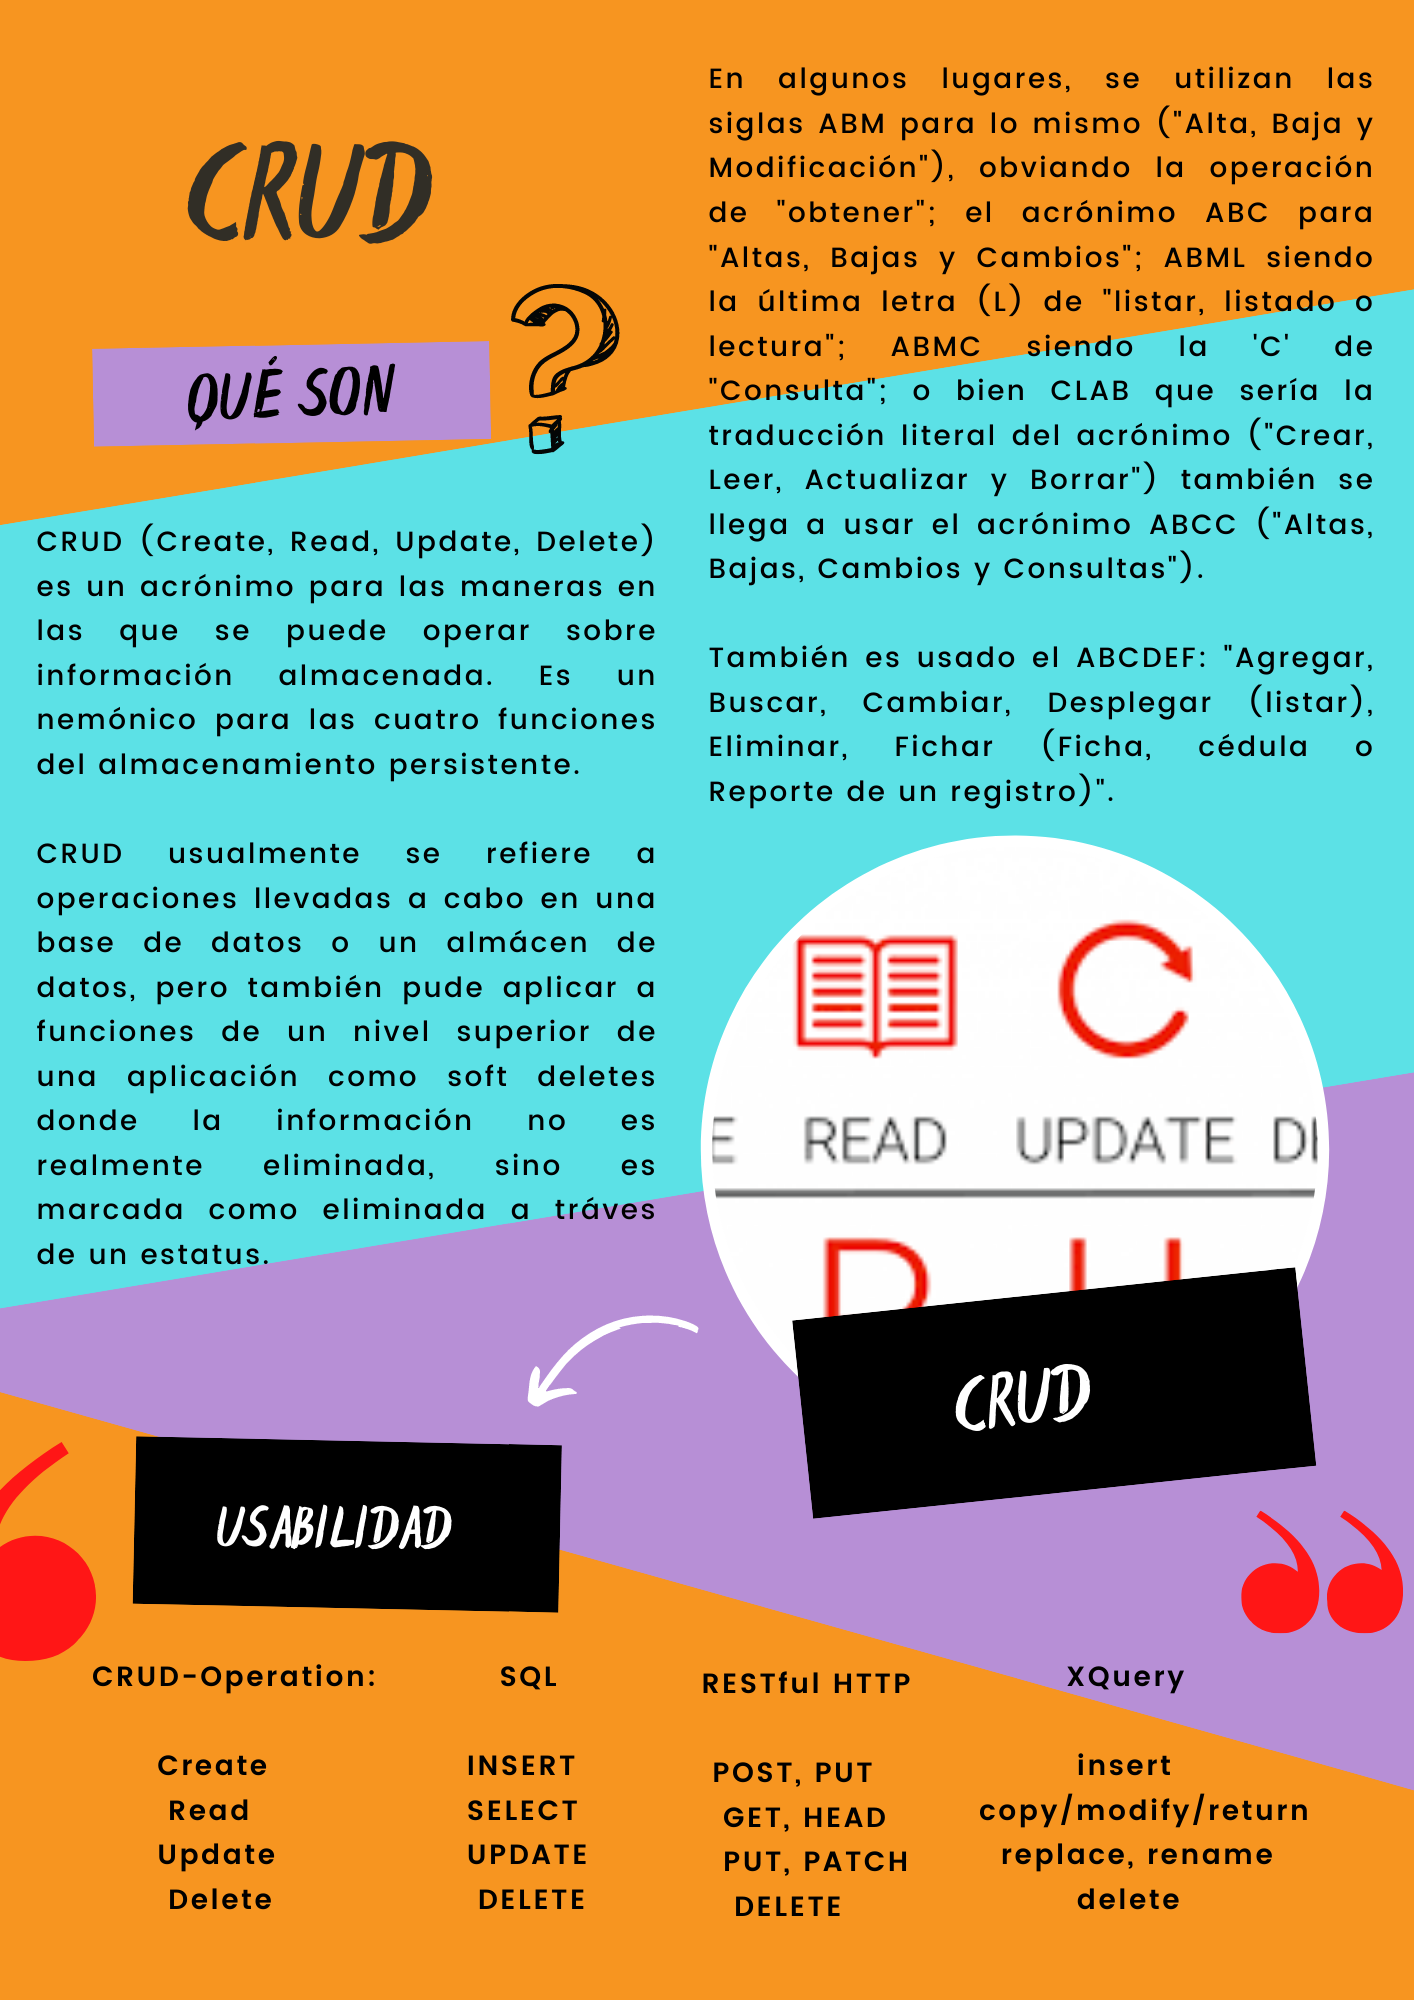 CRUD
QUÉ SON
?
CRUD (Create, Read, Update, Delete)
es un acrónimo para las maneras en
las que se puede operar sobre
información almacenada. Es un
nemónico para las cuatro funciones
del almacenamiento persistente.
CRUD usualmente se refiere a
operaciones llevadas a cabo en una
base de datos o un almácen de
datos, pero también pude aplicar a
funciones de un nivel superior de
una aplicación como soft deletes
donde la información no es
realmente eliminada, sino es
marcada como eliminada a tráves
de un estatus.
En algunos lugares, se utilizan las
siglas ABM para lo mismo ("Alta, Baja y
Modificación"), obviando la operación
de "obtener"; el acrónimo ABC para
"Altas, Bajas y Cambios"; ABML siendo
la última letra (L) de "listar, listado o
lectura"; ABMC siendo la 'C' de
"Consulta"; o bien CLAB que sería la
traducción literal del acrónimo ("Crear,
Leer, Actualizar y Borrar") también se
llega a usar el acrónimo ABCC ("Altas,
Bajas, Cambios y Consultas").
También es usado el ABCDEF: "Agregar,
Buscar, Cambiar, Desplegar (listar),
Eliminar, Fichar (Ficha, cédula o
Reporte de un registro)".
E READ UPDATE DE
R U
CRUD
USABILIDAD
CRUD-Operation: SQL RESTful HTTP XQuery
Create INSERT POST, PUT insert
Read SELECT GET, HEAD copy/modify/return
Update UPDATE PUT, PATCH replace, rename
Delete DELETE DELETE delete